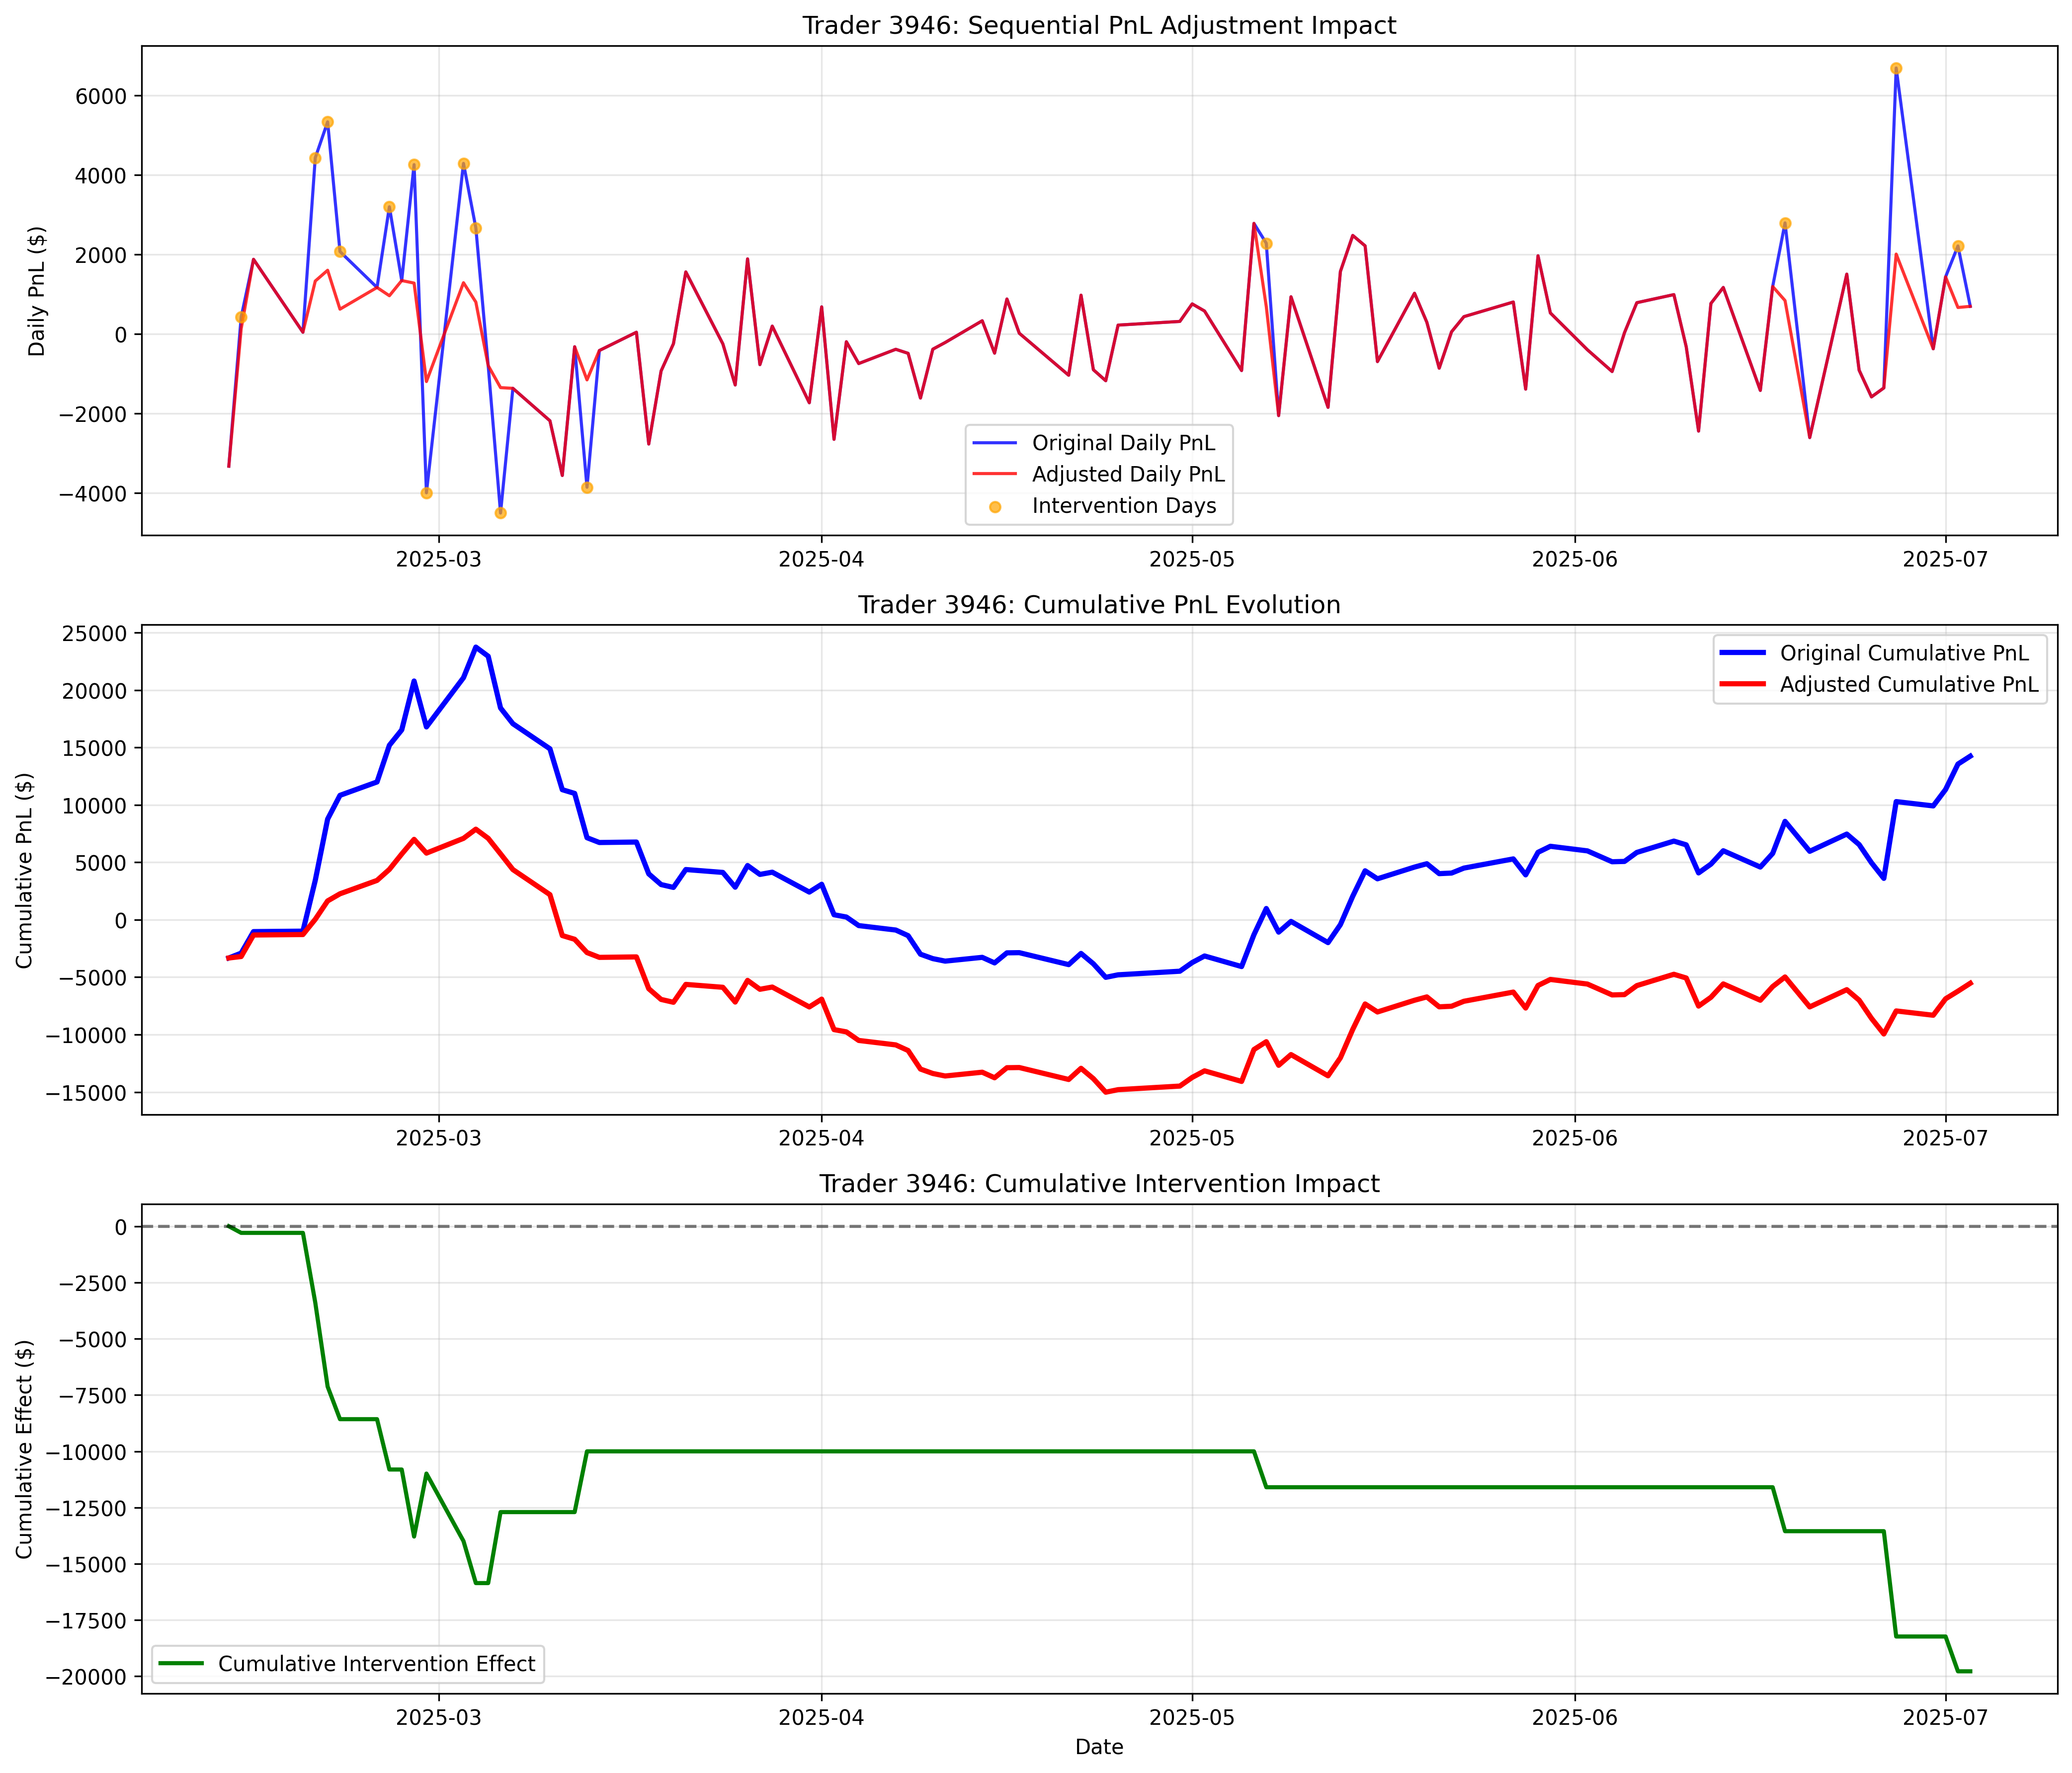 Trader 3946: Sequential PnL Adjustment Impact
Daily PnL ($)
6000
4000
2000
0
−2000
−4000
Original Daily PnL
Adjusted Daily PnL
Intervention Days
2025-03 2025-04 2025-05 2025-06 2025-07
Trader 3946: Cumulative PnL Evolution
Cumulative PnL ($)
25000
20000
15000
10000
5000
0
−5000
−10000
−15000
Original Cumulative PnL
Adjusted Cumulative PnL
2025-03 2025-04 2025-05 2025-06 2025-07
Trader 3946: Cumulative Intervention Impact
Cumulative Effect ($)
0
−2500
−5000
−7500
−10000
−12500
−15000
−17500
−20000
Cumulative Intervention Effect
2025-03 2025-04 2025-05 2025-06 2025-07
Date